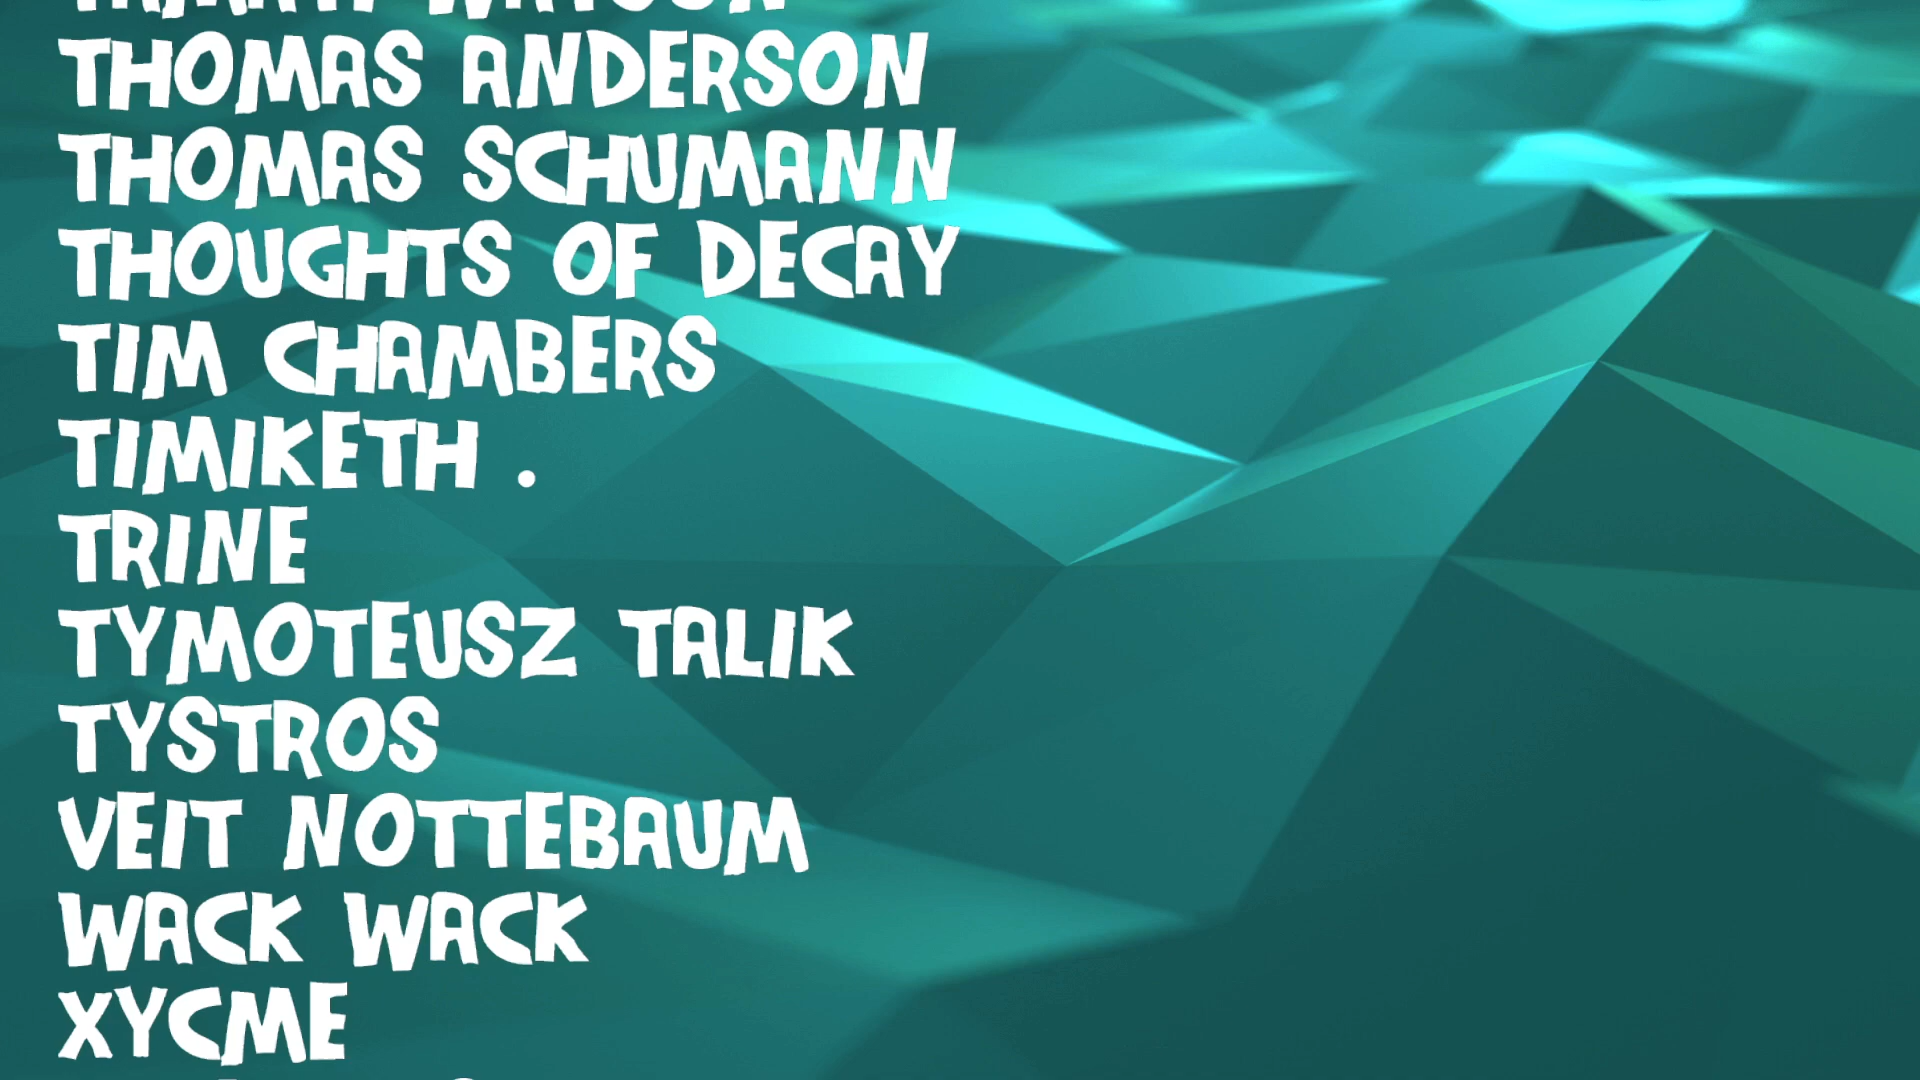 THOMAS ANDERSON
THOMAS SCHUMANN
THOUGHTS OF DECAY
TIM CHAMBERS
TIMIKETH .
TRINE
TYMOTEUSZ TALIK
TYSTROS
VEIT NOTTEBAUM
WACK WACK
XYCME